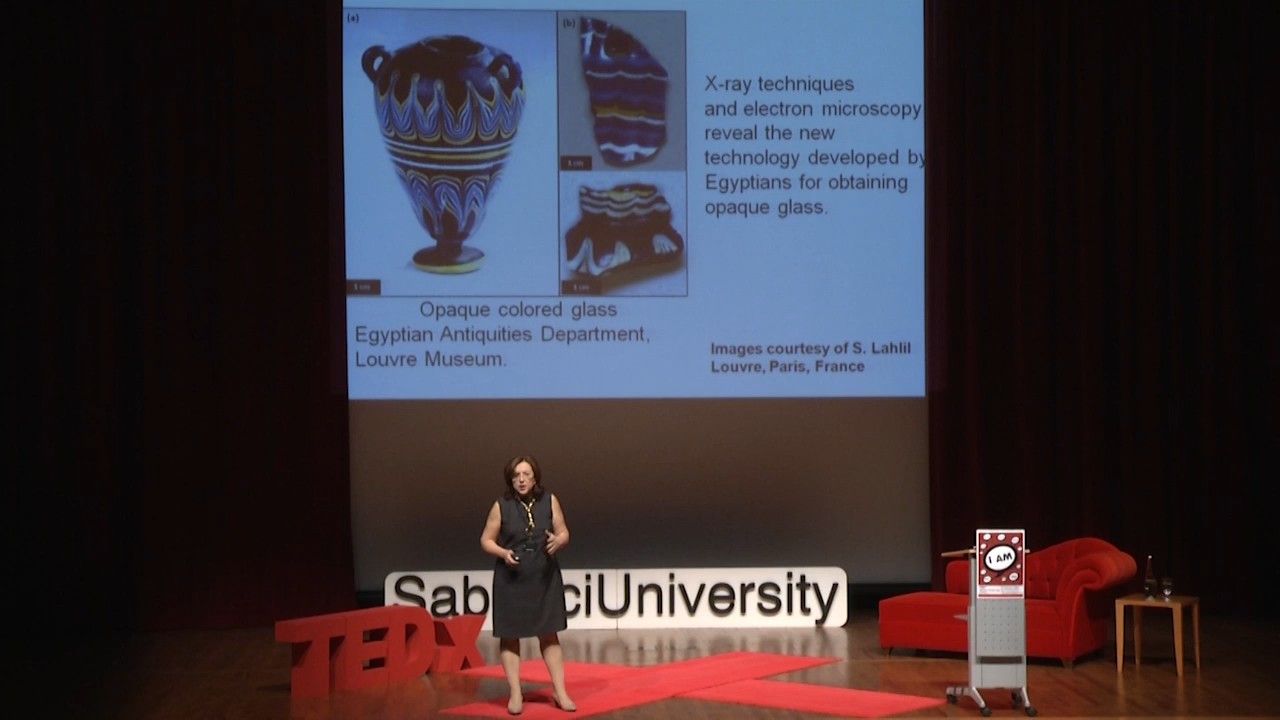 (a)
(b)
1 cm
1 cm
1 cm
X-ray techniques
and electron microscopy
reveal the new
technology developed by
Egyptians for obtaining
opaque glass.
Opaque colored glass
Egyptian Antiquities Department,
Louvre Museum.
Images courtesy of S. Lahlil
Louvre, Paris, France
Sab ciUniversity
TEDx
I AM